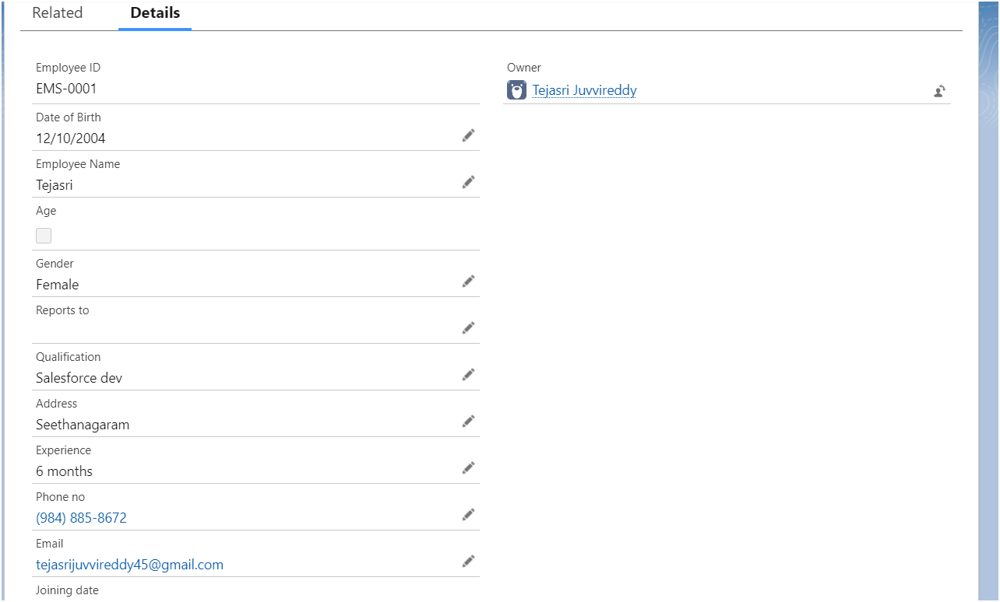 Related
Details
Employee ID
EMS-0001
Owner
Tejasri Juvvireddy
Date of Birth
12/10/2004
Employee Name
Tejasri
Age
Gender
Female
Reports to
Qualification
Salesforce dev
Address
Seethanagaram
Experience
6 months
Phone no
(984) 885-8672
Email
tejasrijuvvireddy45@gmail.com
Joining date